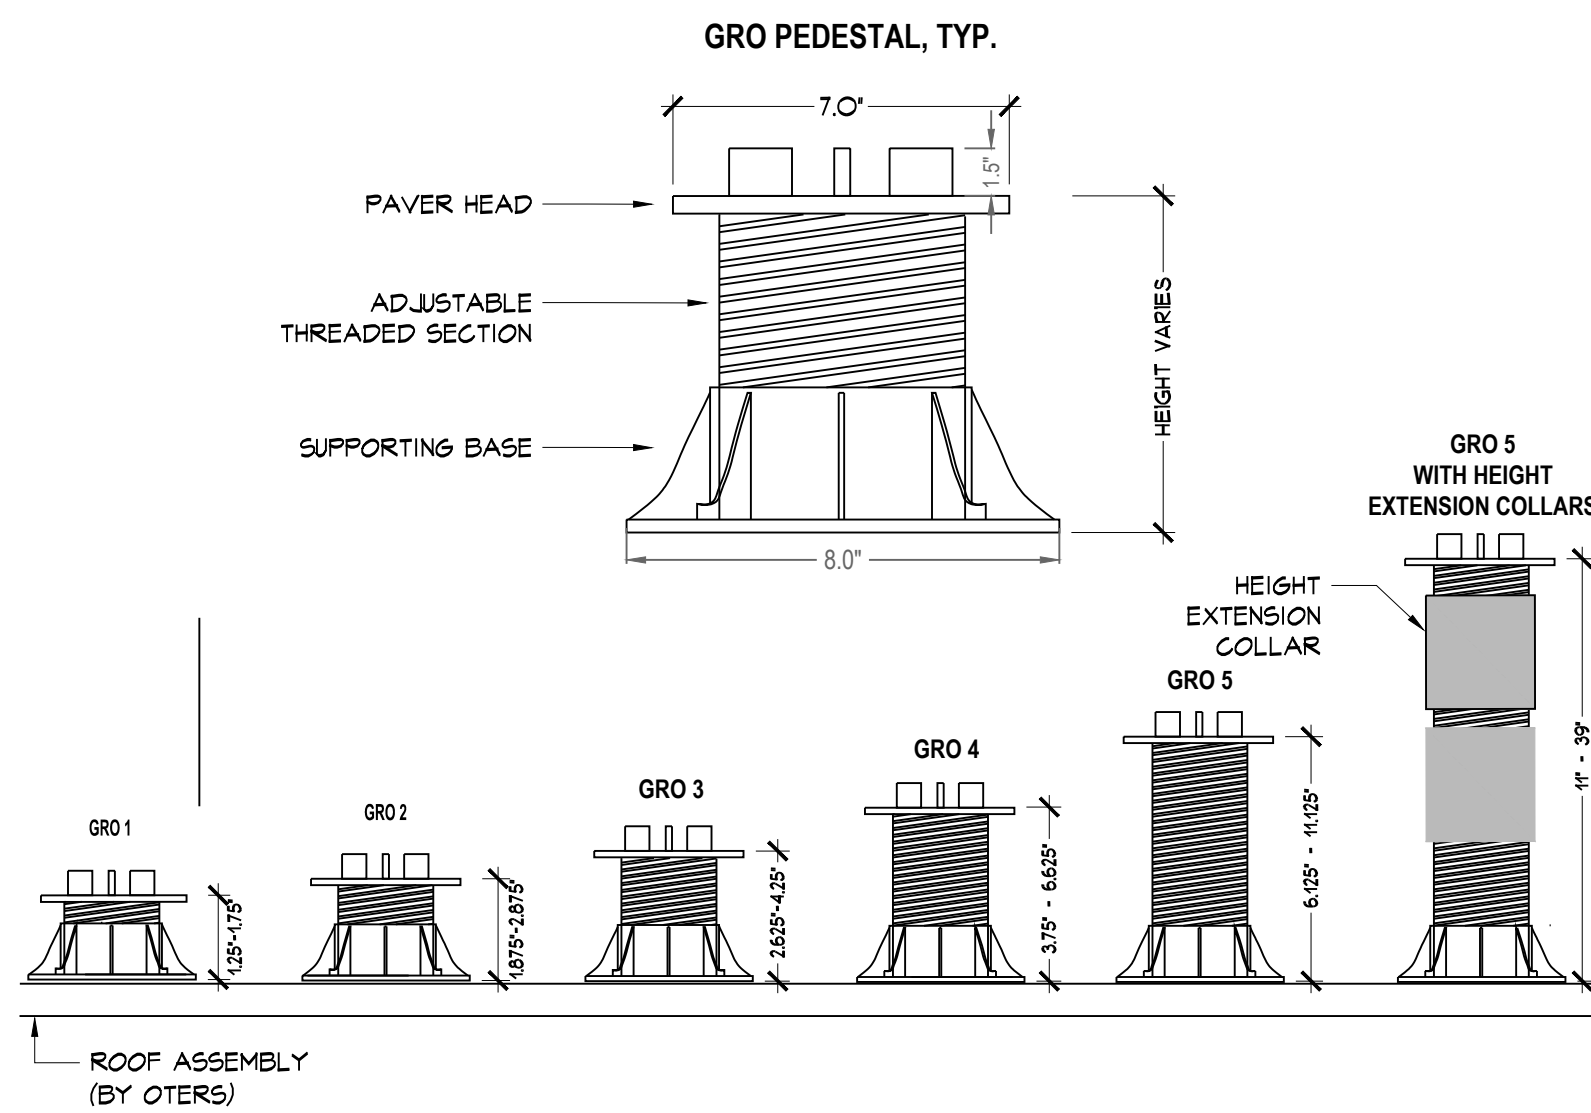 GRO PEDESTAL, TYP.
7.0"
1.5"
PAVER HEAD
ADJUSTABLE
THREADED SECTION
HEIGHT VARIES
SUPPORTING BASE
8.0"
GRO 5
WITH HEIGHT
EXTENSION COLLARS
HEIGHT
EXTENSION
COLLAR
GRO 1
GRO 2
GRO 3
GRO 4
GRO 5
1.25"-1.75"
1.875"-2.875"
2.625"-4.25"
3.75" - 6.625"
6.125" - 11.125"
11" - 39"
ROOF ASSEMBLY
(BY OTERS)